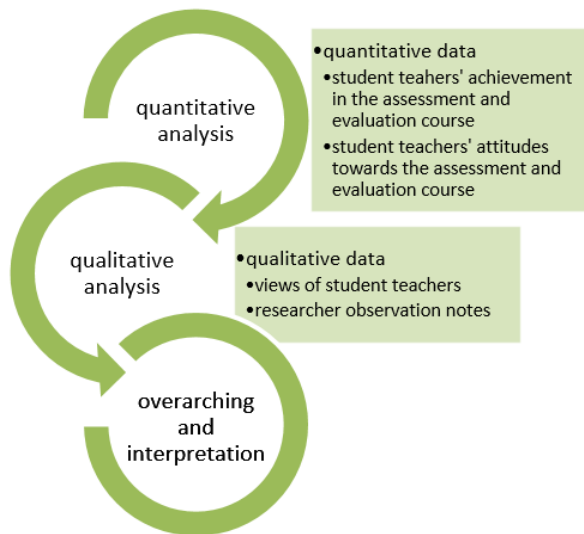 quantitative
analysis
•quantitative data
•student teahers' achievement
in the assessment and
evaluation course
•student teachers' attitudes
towards the assessment and
evaluation course
qualitative
analysis
•qualitative data
•views of student teachers
•researcher observation notes
overarching
and
interpretation